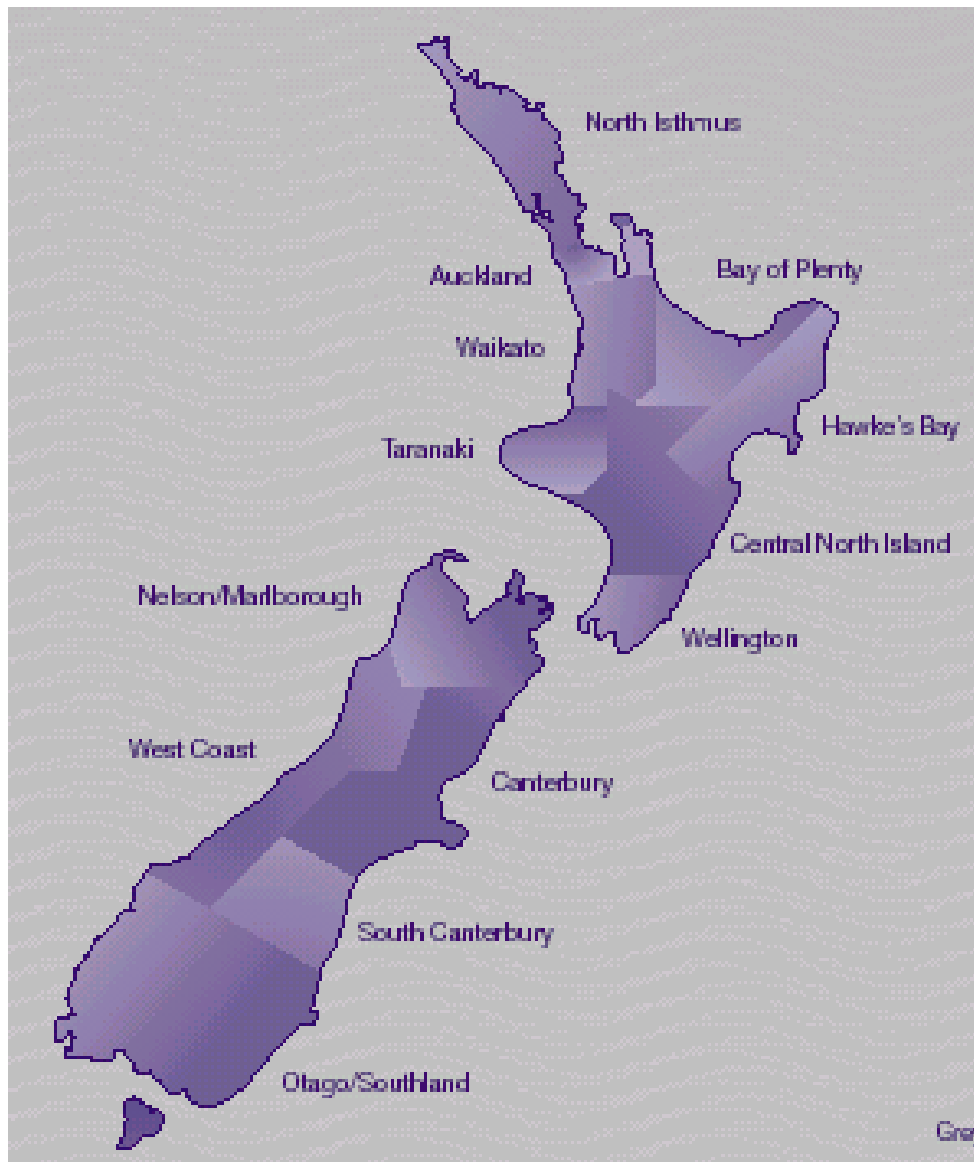 North Isthmus
Auckland
Bay of Plenty
Waikato
Taranaki
Hawke's Bay
Central North Island
Nelson/Marlborough
Wellington
West Coast
Canterbury
South Canterbury
Otago/Southland